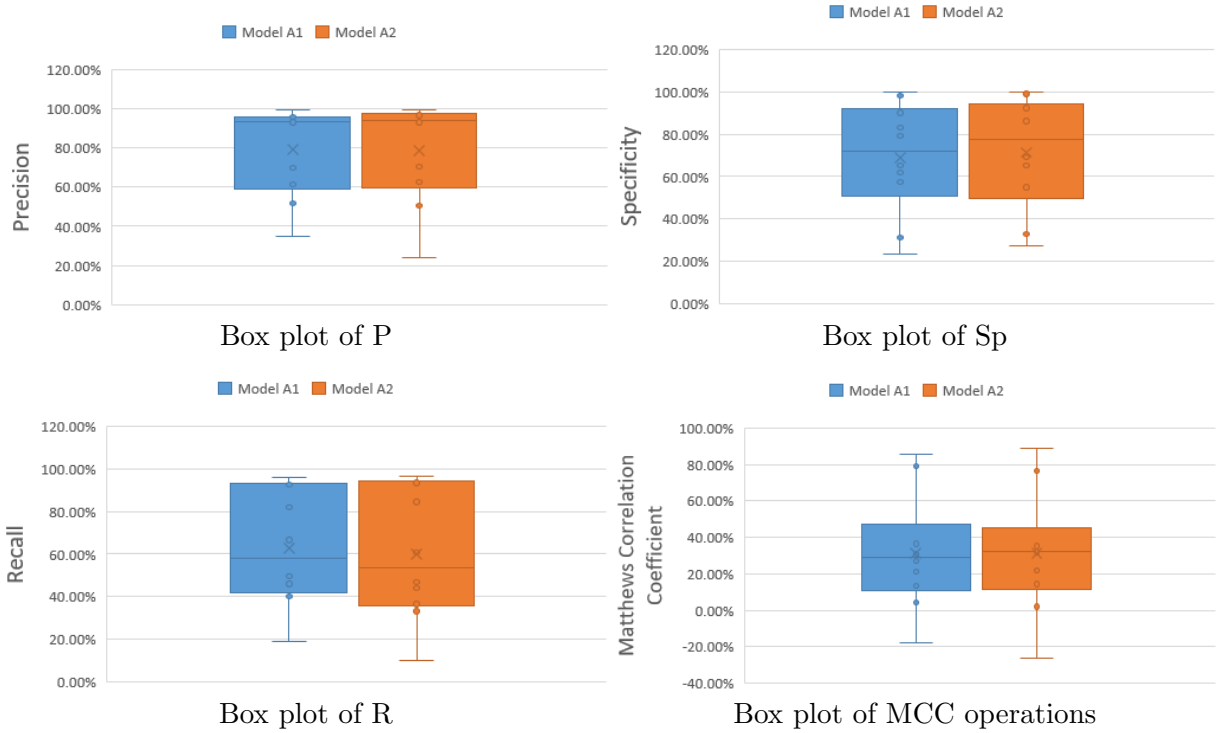 Model A1 Model A2
Precision
120.00%
100.00%
80.00%
60.00%
40.00%
20.00%
0.00%
Box plot of P
Model A1 Model A2
Specificity
120.00%
100.00%
80.00%
60.00%
40.00%
20.00%
0.00%
Box plot of Sp
Model A1 Model A2
Recall
120.00%
100.00%
80.00%
60.00%
40.00%
20.00%
0.00%
Box plot of R
Model A1 Model A2
Matthews Correlation
Coefficient
100.00%
80.00%
60.00%
40.00%
20.00%
0.00%
-20.00%
-40.00%
Box plot of MCC operations